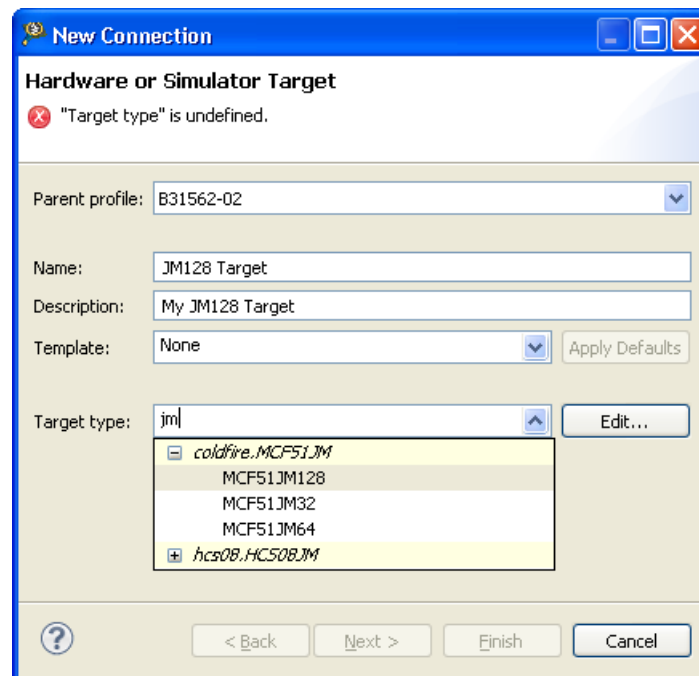 New Connection
Hardware or Simulator Target
"Target type" is undefined.
Parent profile: B31562-02
Name: JM128 Target
Description: My JM128 Target
Template: None Apply Defaults
Target type: jm Edit...
coldfire.MCF51JM
MCF51JM128
MCF51JM32
MCF51JM64
hcs08.HCS08JM
? < Back Next > Finish Cancel